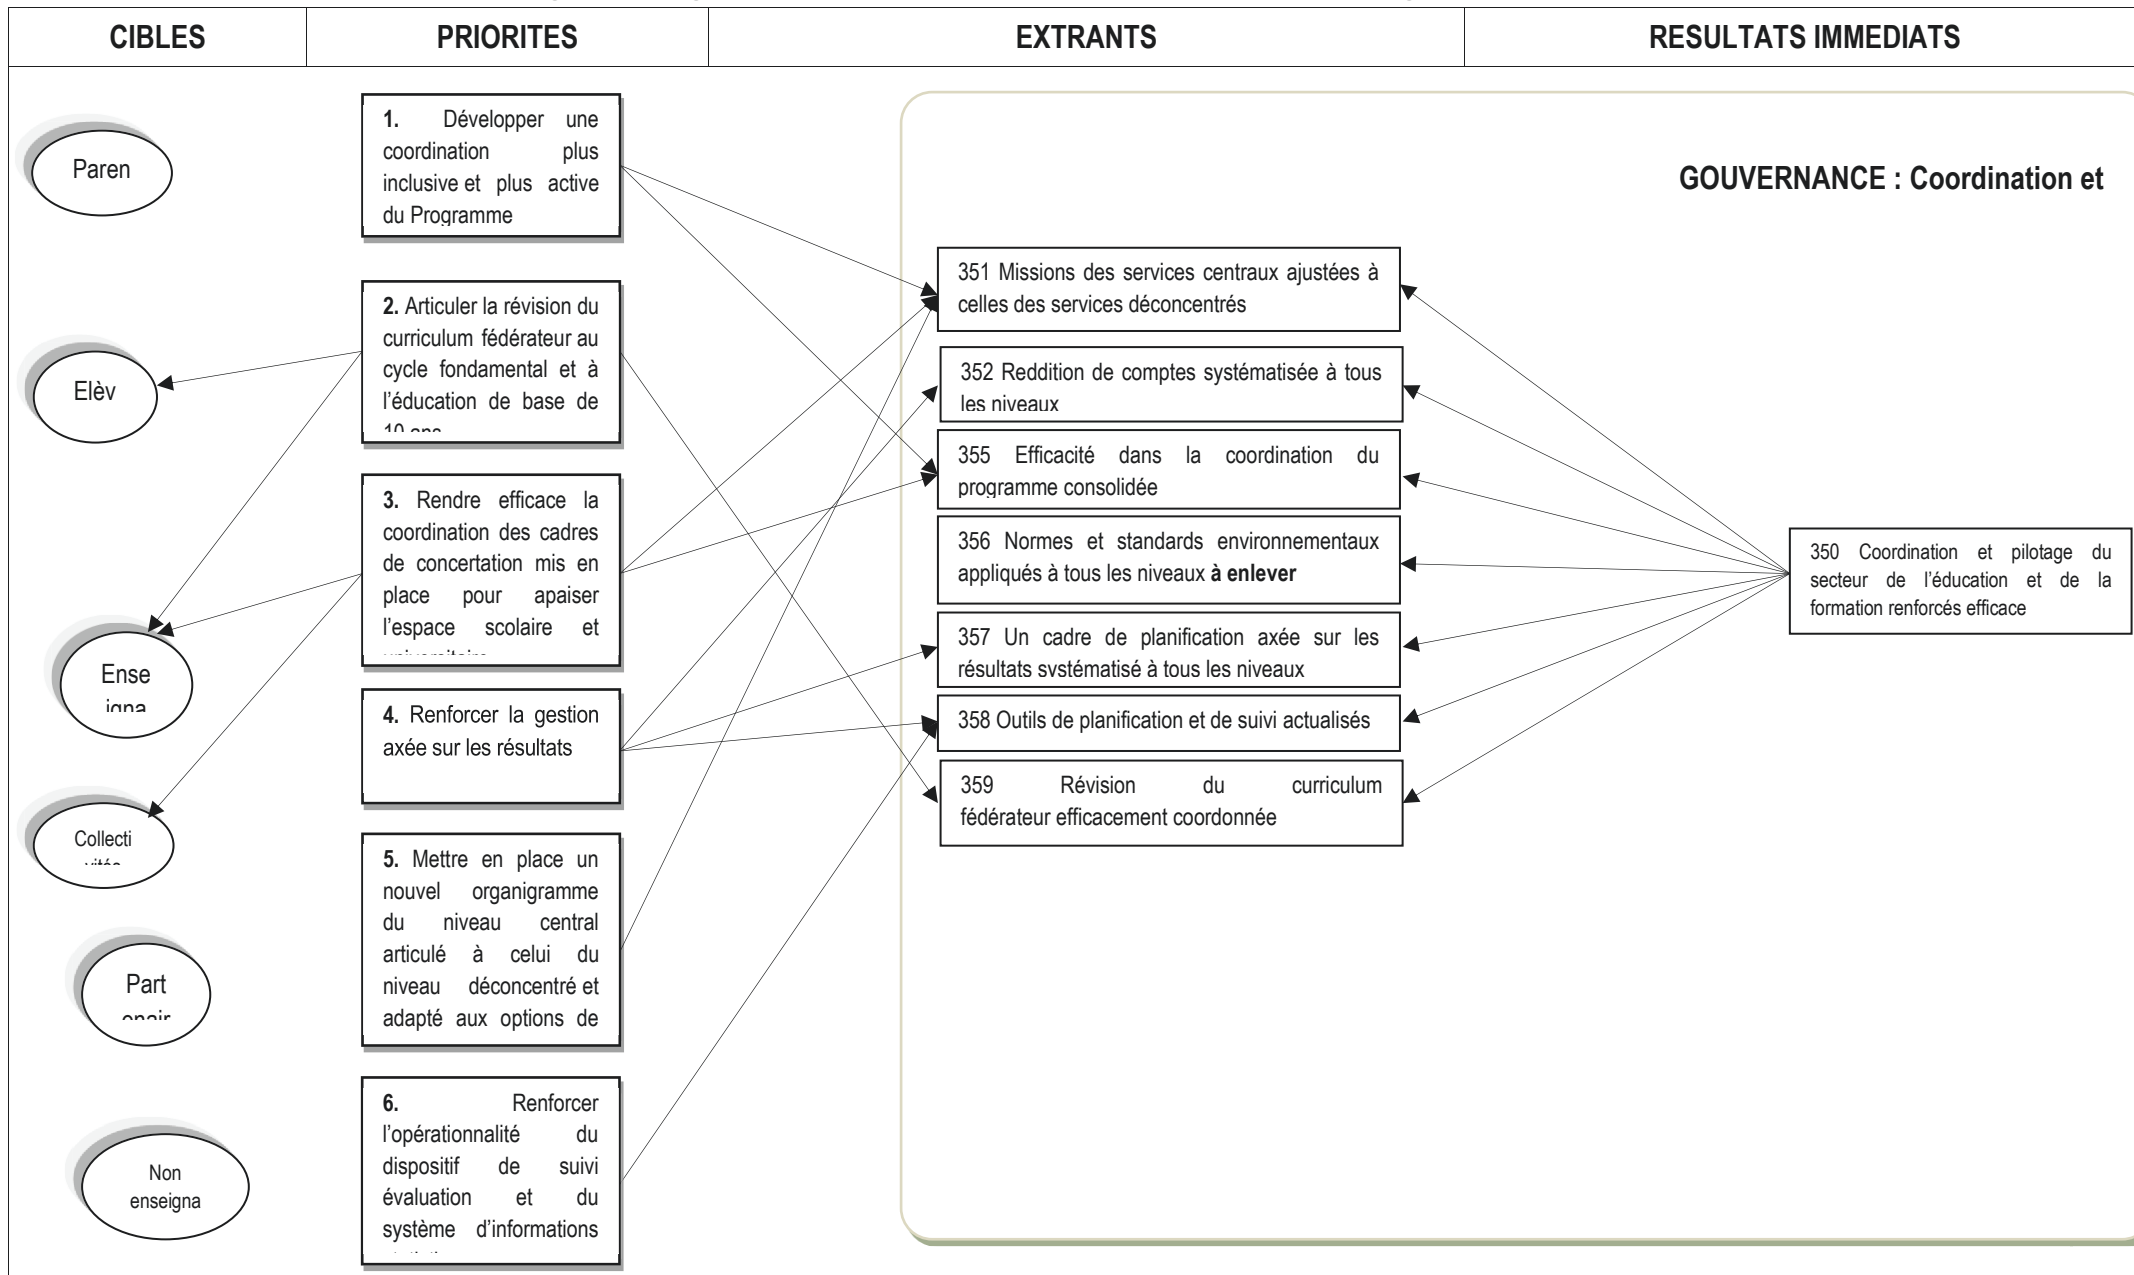 CIBLES
PRIORITES
EXTRANTS
RESULTATS IMMEDIATS
Paren
Elèv
Ense
igna
Collecti
vités
Part
enair
Non
enseigna
1. Développer une
coordination plus
inclusive et plus active
du Programme
2. Articuler la révision du
curriculum fédérateur au
cycle fondamental et à
l’éducation de base de
10 ans
3. Rendre efficace la
coordination des cadres
de concertation mis en
place pour apaiser
l’espace scolaire et
universitaire
4. Renforcer la gestion
axée sur les résultats
5. Mettre en place un
nouvel organigramme
du niveau central
articulé à celui du
niveau déconcentré et
adapté aux options de
6. Renforcer
l’opérationnalité du
dispositif de suivi
évaluation et du
système d’informations
GOUVERNANCE : Coordination et
351 Missions des services centraux ajustées à
celles des services déconcentrés
352 Reddition de comptes systématisée à tous
les niveaux
355 Efficacité dans la coordination du
programme consolidée
356 Normes et standards environnementaux
appliqués à tous les niveaux à enlever
357 Un cadre de planification axée sur les
résultats systématisé à tous les niveaux
358 Outils de planification et de suivi actualisés
359 Révision du curriculum
fédérateur efficacement coordonnée
350 Coordination et pilotage du
secteur de l’éducation et de la
formation renforcés efficace